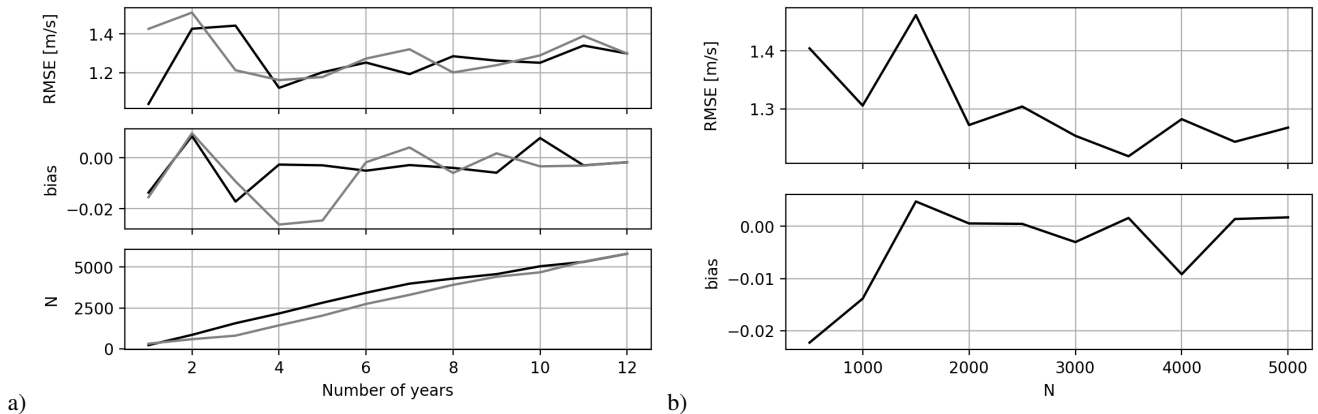 RMSE [m/s]
1.4
1.2
bias
0.00
−0.02
N
5000
2500
0
2 4 6 8 10 12
Number of years
a)
RMSE [m/s]
1.4
1.3
bias
0.00
−0.01
−0.02
1000 2000 3000 4000 5000
N
b)